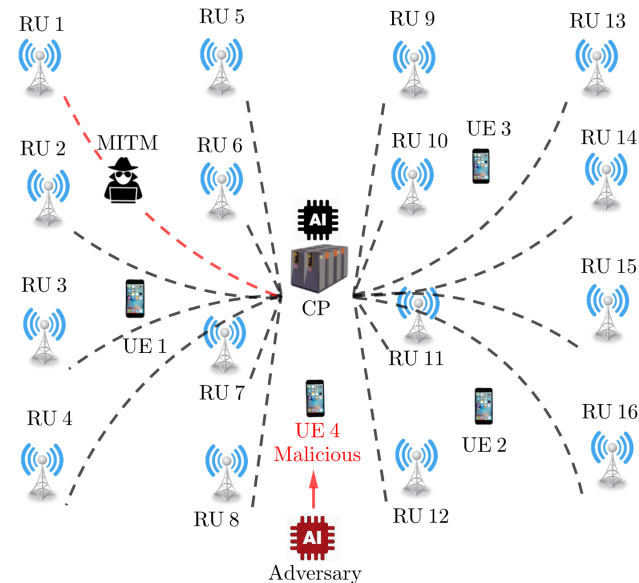 RU 1
RU 5
RU 9
RU 13
MITM
RU 2
RU 6
RU 10
UE 3
RU 14
AI
RU 3
UE 1
CP
RU 15
RU 11
RU 7
RU 4
UE 4
Malicious
UE 2
RU 16
RU 8
RU 12
AI
Adversary